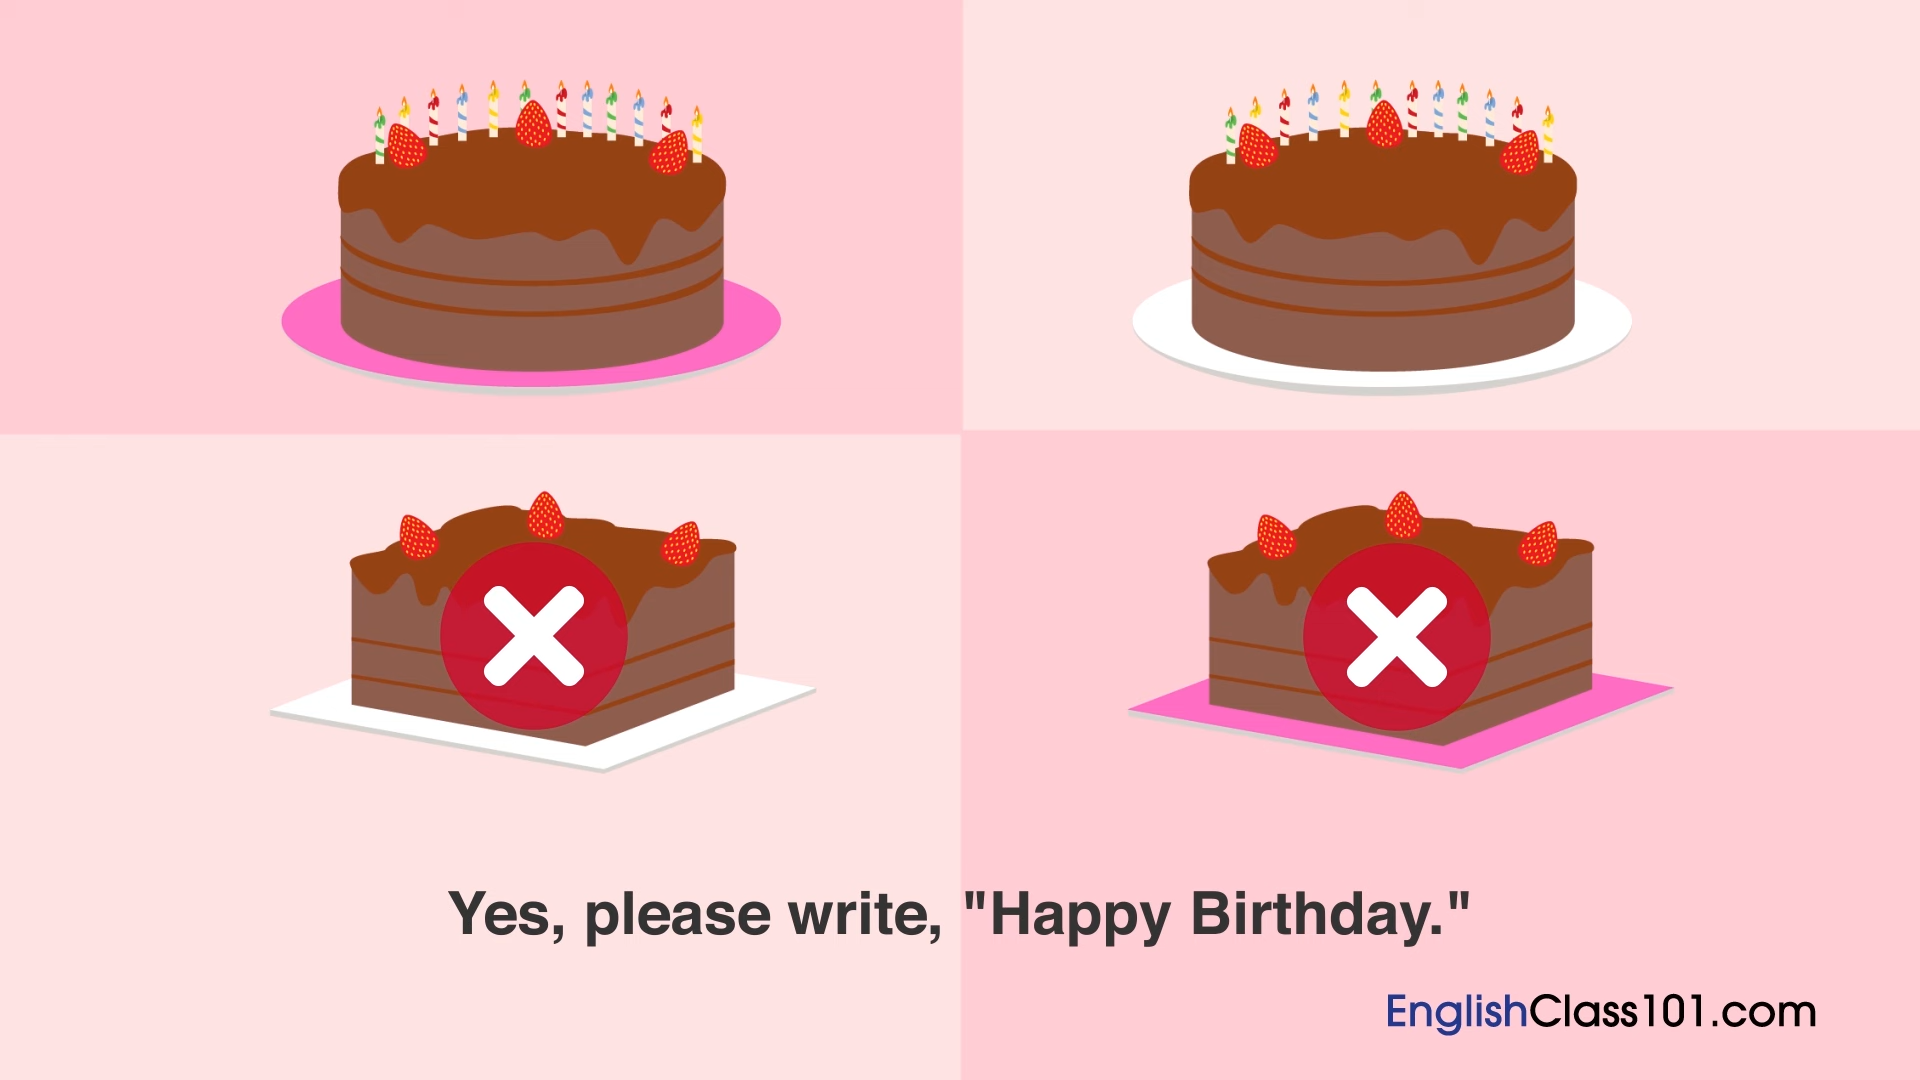 Yes, please write, "Happy Birthday."
EnglishClass101.com